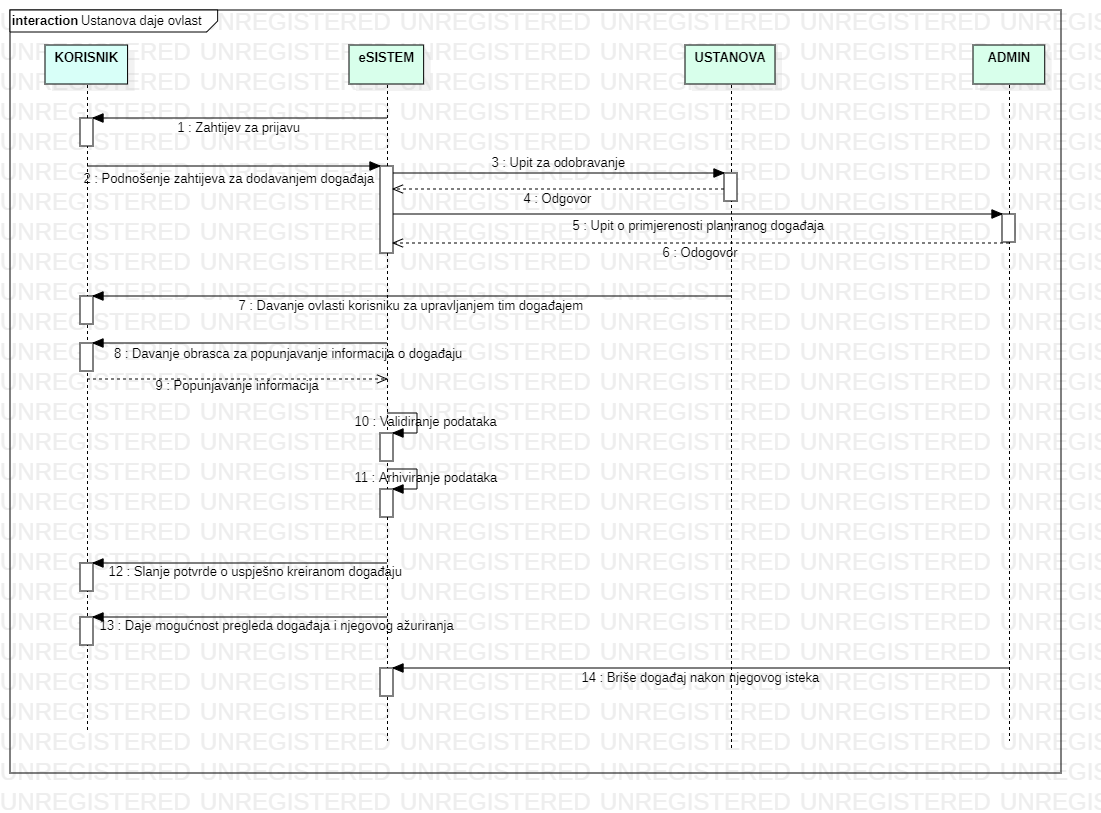 interaction Ustanova daje ovlast
KORISNIK
eSISTEM
USTANOVA
ADMIN
1 : Zahtijev za prijavu
2 : Podnošenje zahtijeva za dodavanjem događaja
3 : Upit za odobravanje
4 : Odgovor
5 : Upit o primjerenosti planiranog događaja
6 : Odogovor
7 : Davanje ovlasti korisniku za upravljanjem tim događajem
8 : Davanje obrasca za popunjavanje informacija o događaju
9 : Popunjavanje informacija
10 : Validiranje podataka
11 : Arhiviranje podataka
12 : Slanje potvrde o uspješno kreiranom događaju
13 : Daje mogućnost pregleda događaja i njegovog ažuriranja
14 : Briše događaj nakon njegovog isteka
UNREGISTERED